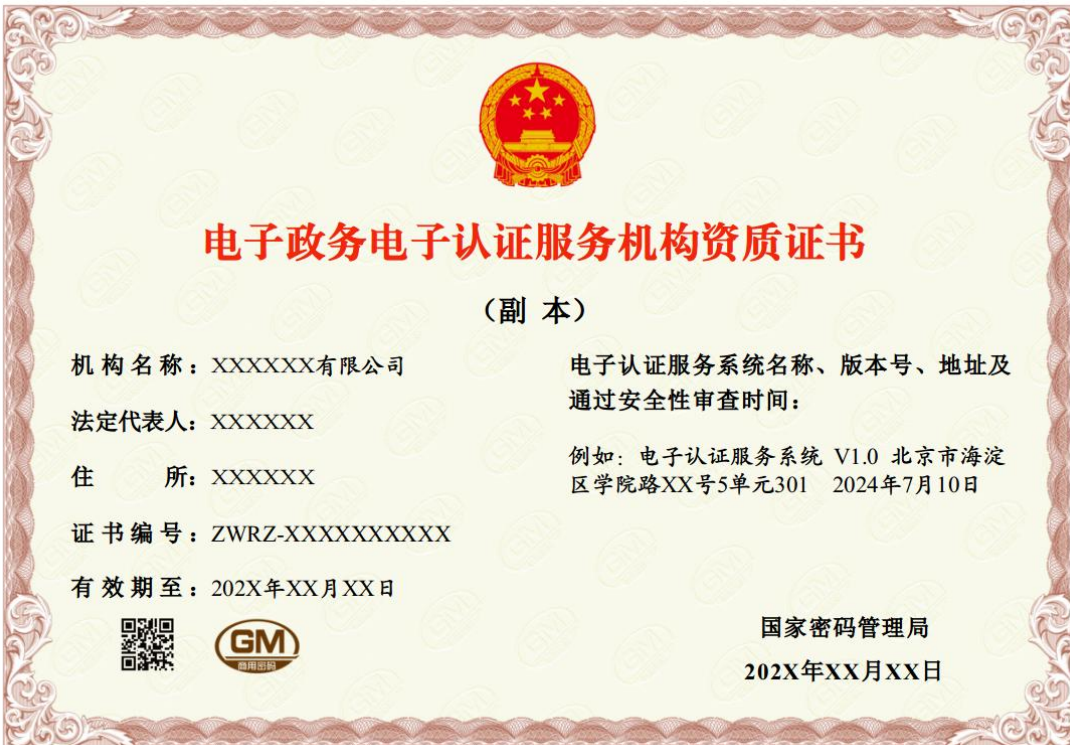 电子政务电子认证服务机构资质证书
（副 本）
机构名称：XXXXXX有限公司
法定代表人：XXXXXX
住 所：XXXXXX
证书编号：ZWRZ-XXXXXXXXXX
有效期至：202X年XX月XX日
电子认证服务系统名称、版本号、地址及
通过安全性审查时间：
例如：电子认证服务系统 V1.0 北京市海淀
区学院路XX号5单元301 2024年7月10日
GM
商用密码
国家密码管理局
202X年XX月XX日